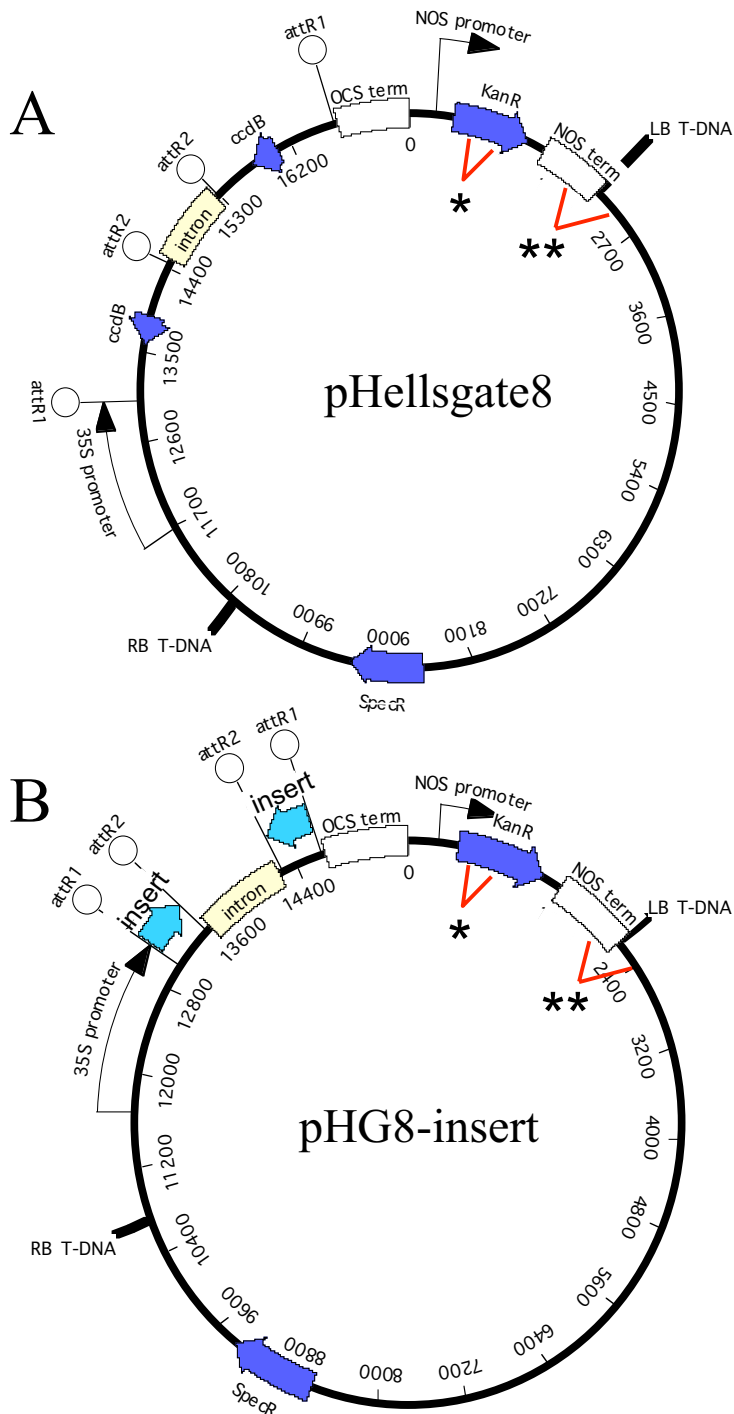 A
attR1
NOS promoter
OCS term
KanR
NOS term
LB T-DNA
ccdB
attR2
16200
0
*
**
intron
15300
attR2
14400
2700
ccdB
13500
3600
pHellsgate8
attR1
35S promoter
12600
4500
11700
5400
10800
6300
RB T-DNA
9900
9000
8100
7200
SpecR
B
attR2
attR1
insert
NOS promoter
OCS term
KanR
NOS term
LB T-DNA
attR2
attR1
insert
intron
14400
0
*
**
13600
2400
35S promoter
12800
3200
12000
pHG8-insert
4000
11200
4800
RB T-DNA
10400
5600
9600
8800
8000
7200
6400
SpecR